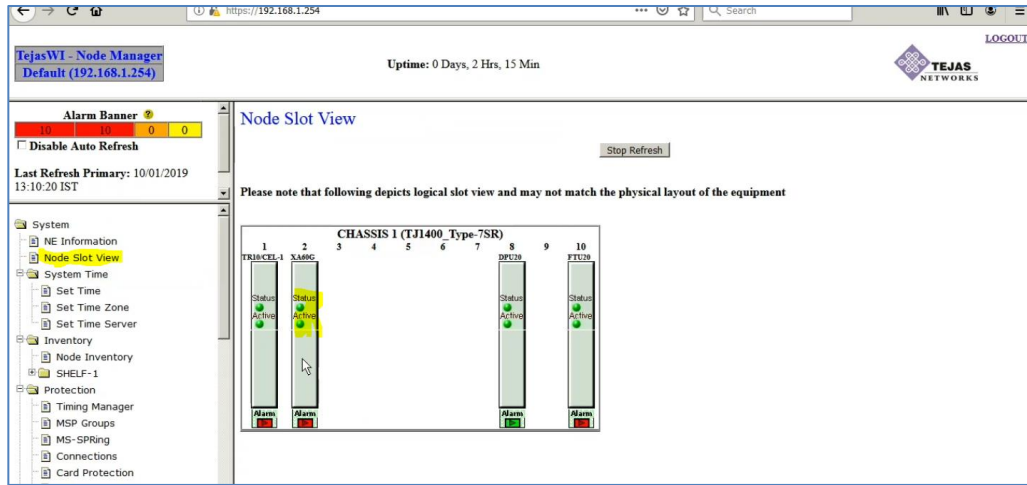 https://192.168.1.254
Search
LOGOUT
TejasWI - Node Manager
Default (192.168.1.254)
Uptime: 0 Days, 2 Hrs, 15 Min
TEJAS
NETWORKS
Alarm Banner ?
10 10 0 0
Disable Auto Refresh
Last Refresh Primary: 10/01/2019
13:10:20 IST
Node Slot View
Stop Refresh
Please note that following depicts logical slot view and may not match the physical layout of the equipment
System
NE Information
Node Slot View
System Time
Set Time
Set Time Zone
Set Time Server
Inventory
Node Inventory
SHELF-1
Protection
Timing Manager
MSP Groups
MS-SPRing
Connections
Card Protection
CHASSIS 1 (TJ1400_Type-7SR)
1 2 3 4 5 6 7 8 9 10
TR10/CEL-1 XA60G DPU20 FTU20
Status Status Status Status
Active Active Active Active
Alarm Alarm Alarm Alarm